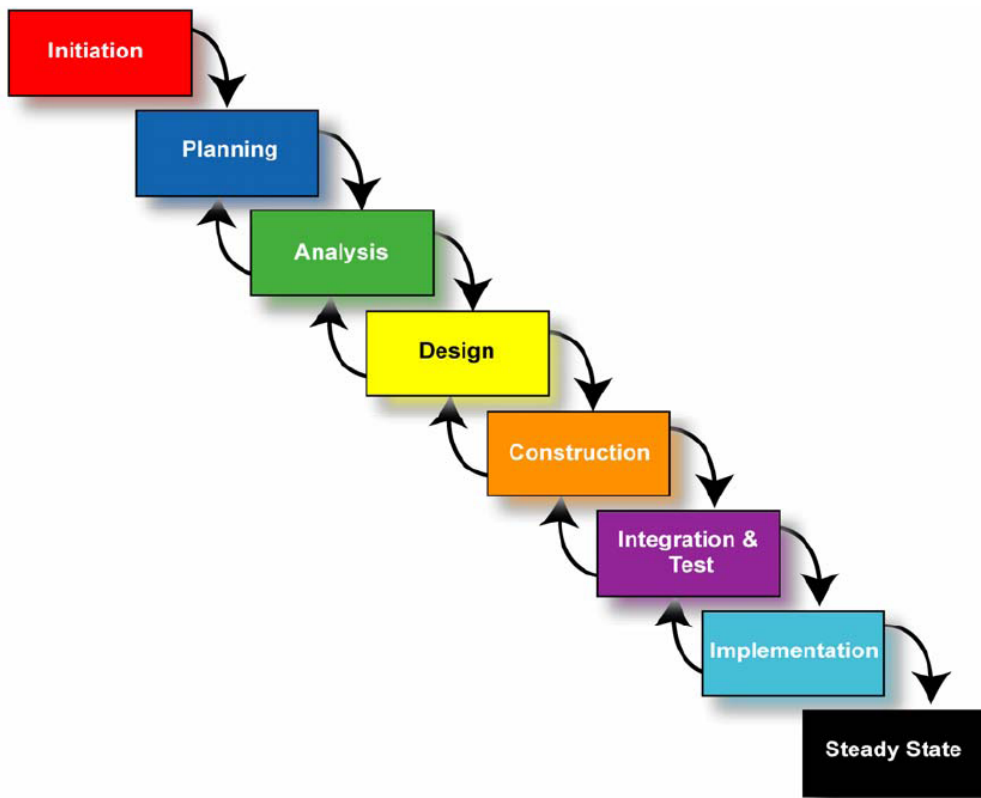 Initiation
Planning
Analysis
Design
Construction
Integration &
Test
Implementation
Steady State